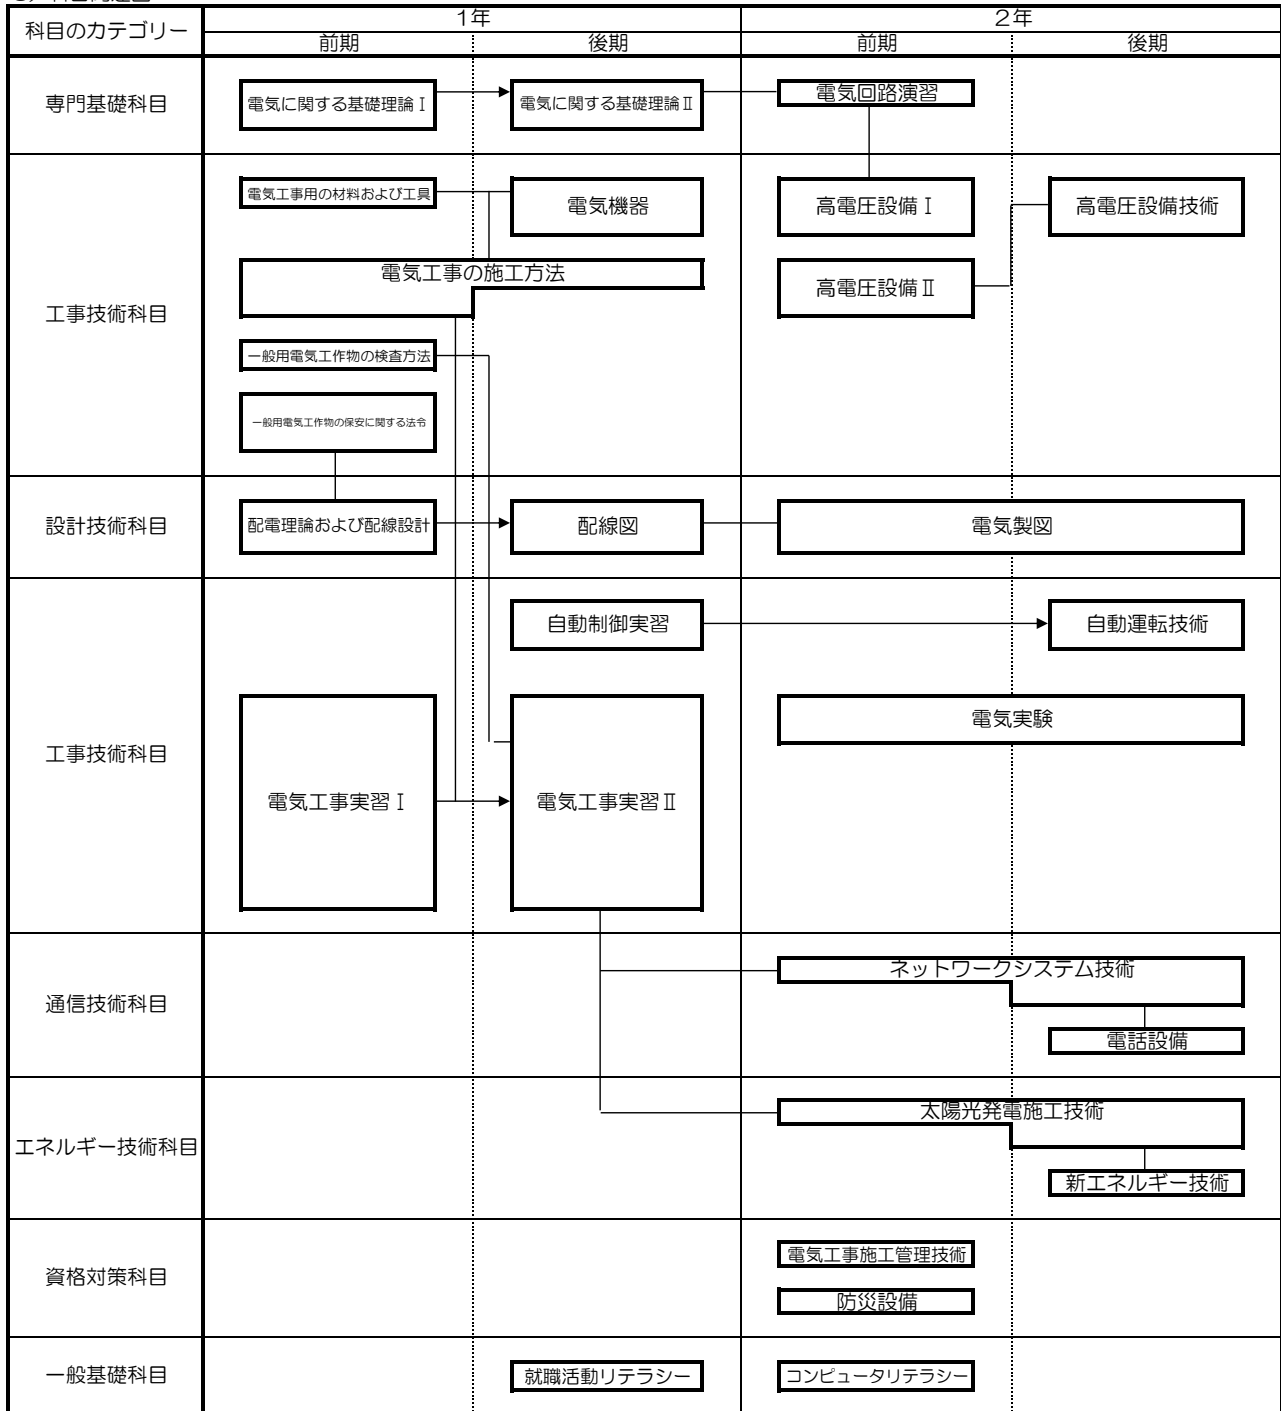 科目のカテゴリー
1年
2年
前期
後期
前期
後期
専門基礎科目
電気に関する基礎理論Ⅰ
電気に関する基礎理論Ⅱ
電気回路演習
工事技術科目
電気工事用の材料および工具
電気機器
高電圧設備Ⅰ
高電圧設備技術
電気工事の施工方法
高電圧設備Ⅱ
一般用電気工作物の検査方法
一般用電気工作物の保安に関する法令
設計技術科目
配電理論および配線設計
配線図
電気製図
工事技術科目
自動制御実習
自動運転技術
電気実験
電気工事実習Ⅰ
電気工事実習Ⅱ
通信技術科目
ネットワークシステム技術
電話設備
エネルギー技術科目
太陽光発電施工技術
新エネルギー技術
資格対策科目
電気工事施工管理技術
防災設備
一般基礎科目
就職活動リテラシー
コンピュータリテラシー